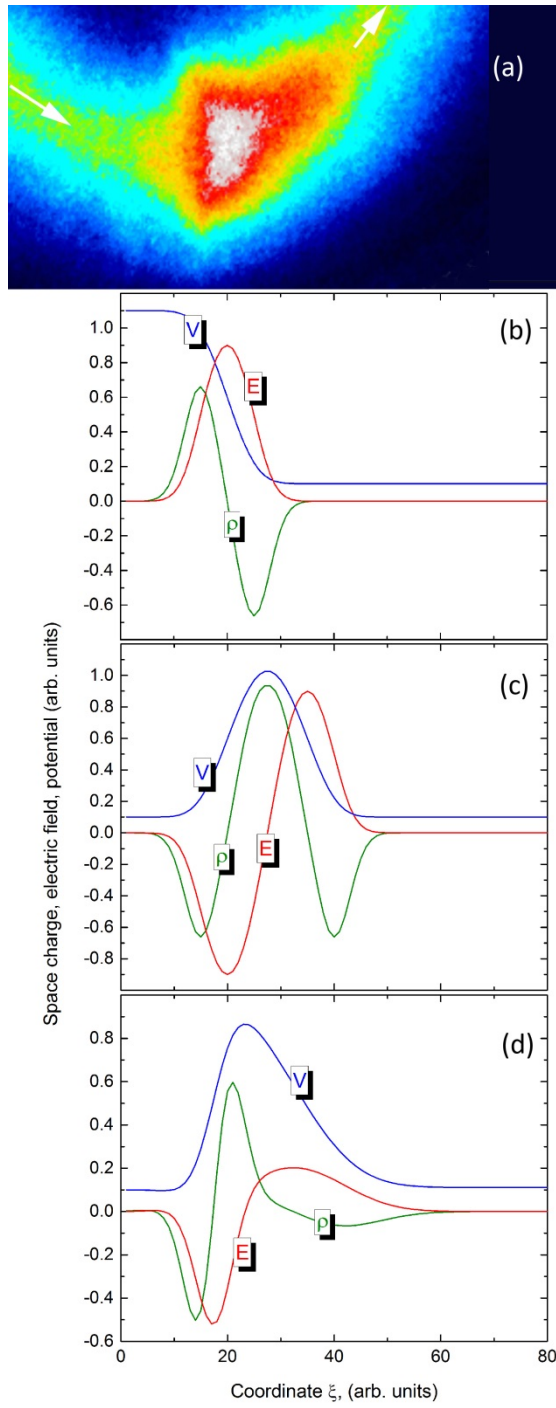 (a)
(b)
1.0
0.8
0.6
0.4
0.2
0.0
-0.2
-0.4
-0.6
V
E
ρ
(c)
1.0
0.8
0.6
0.4
0.2
0.0
-0.2
-0.4
-0.6
-0.8
V
ρ
E
Space charge, electric field, potential (arb. units)
(d)
0.8
0.6
0.4
0.2
0.0
-0.2
-0.4
-0.6
V
ρ
E
0 20 40 60 80
Coordinate ξ, (arb. units)